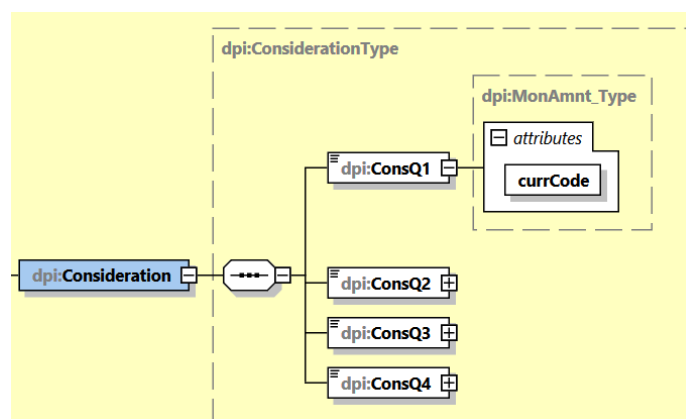 dpi:ConsiderationType
dpi:MonAmnt_Type
attributes
dpi:ConsQ1
currCode
dpi:Consideration
dpi:ConsQ2
dpi:ConsQ3
dpi:ConsQ4